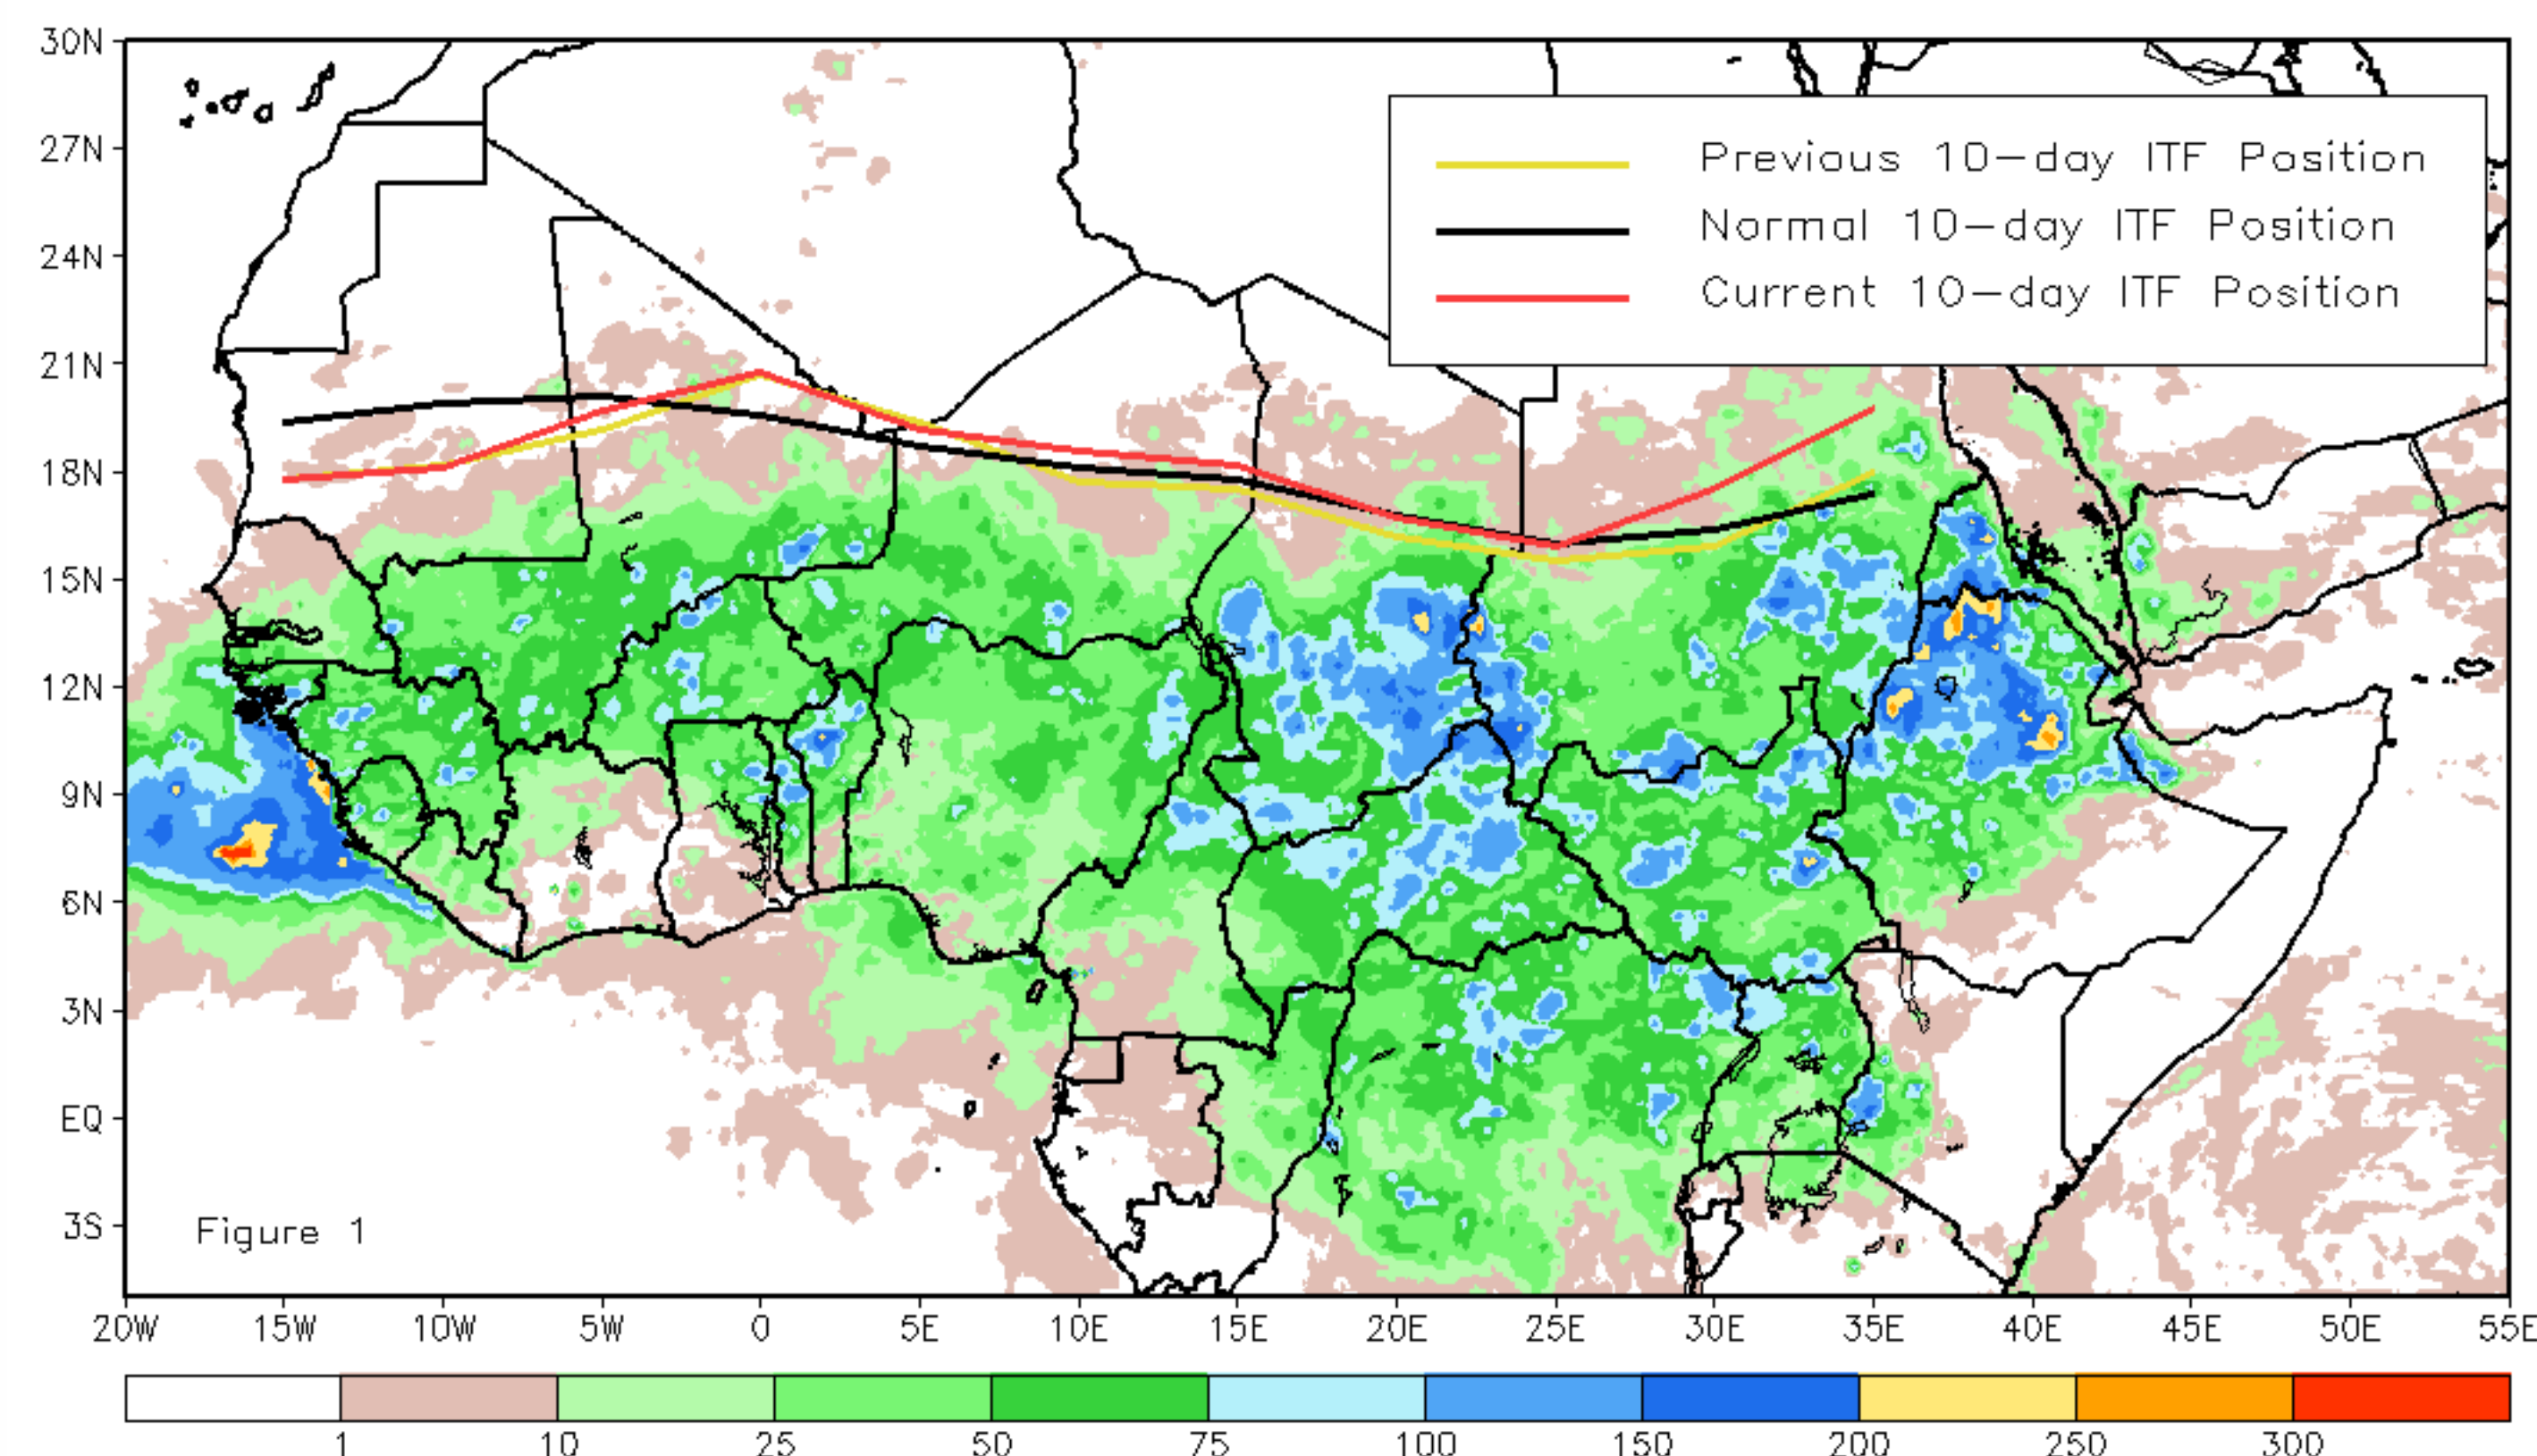 30N
27N
24N
21N
18N
15N
12N
9N
6N
3N
EQ
3S
Previous 10-day ITF Position
Normal 10-day ITF Position
Current 10-day ITF Position
Figure 1
20W 15W 10W 5W 0 5E 10E 15E 20E 25E 30E 35E 40E 45E 50E 55E
1 10 25 50 75 100 150 200 250 300